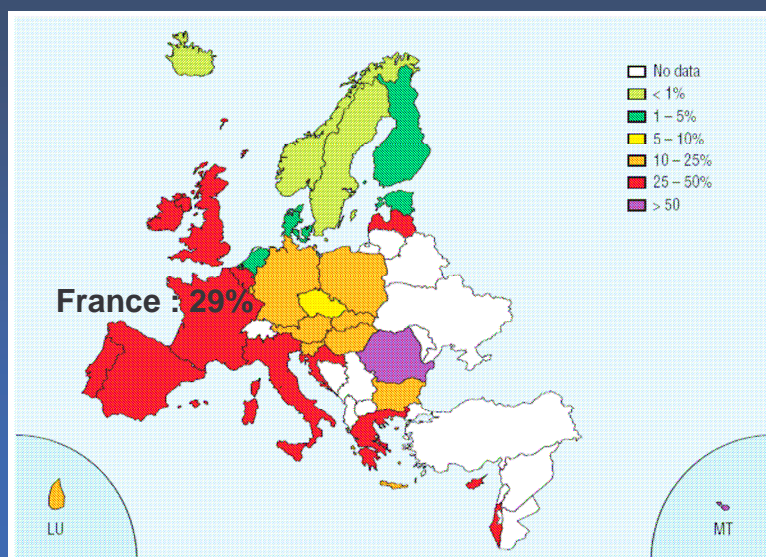 No data
< 1%
1 – 5%
5 – 10%
10 – 25%
25 – 50%
> 50
France : 29%
LU
MT